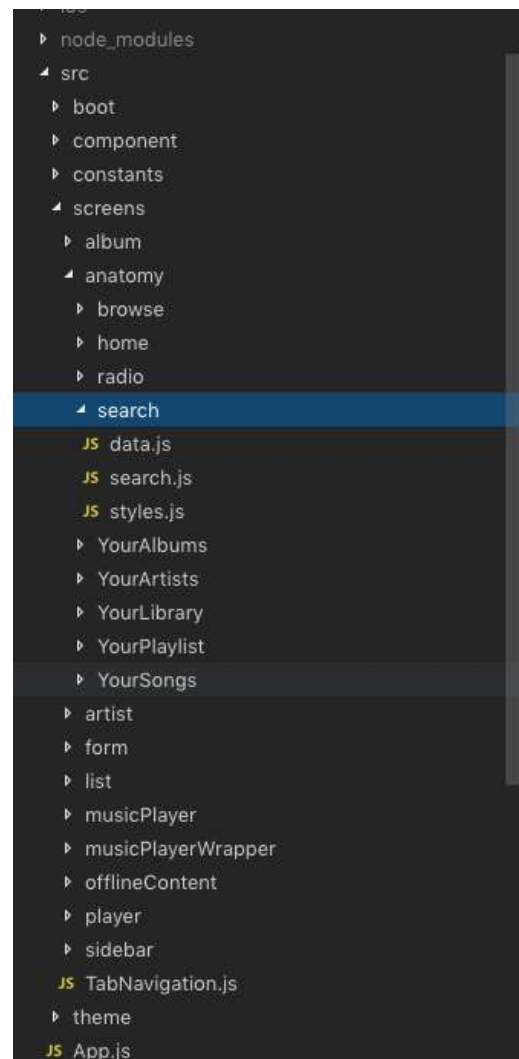 node_modules
src
boot
component
constants
screens
album
anatomy
browse
home
radio
search
JS data.js
JS search.js
JS styles.js
YourAlbums
YourArtists
YourLibrary
YourPlaylist
YourSongs
artist
form
list
musicPlayer
musicPlayerWrapper
offlineContent
player
sidebar
JS TabNavigation.js
theme
JS App.js